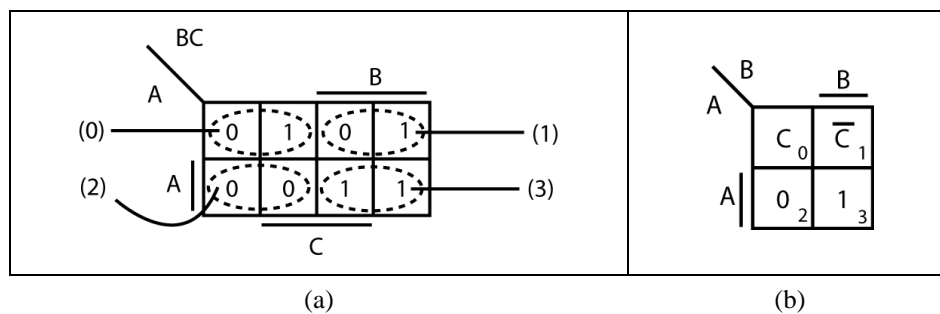 BC
A
B
(0) 0 1 0 1 (1)
(2) A 0 0 1 1 (3)
C
(a)
B
A
B
C 0 C̅ 1
A 0 2 1 3
(b)